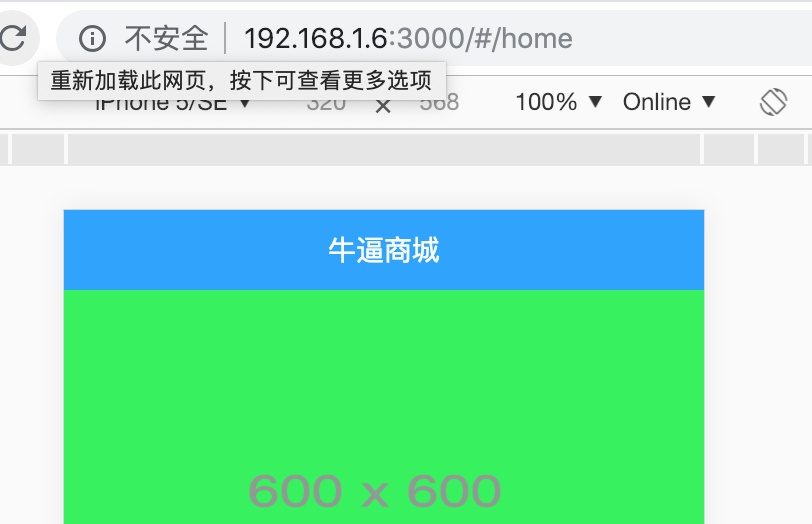 不安全 192.168.1.6:3000/#/home
重新加载此网页，按下可查看更多选项
iPhone 5/SE ▼ 320 × 568 100% ▼ Online ▼
牛逼商城
600 x 600